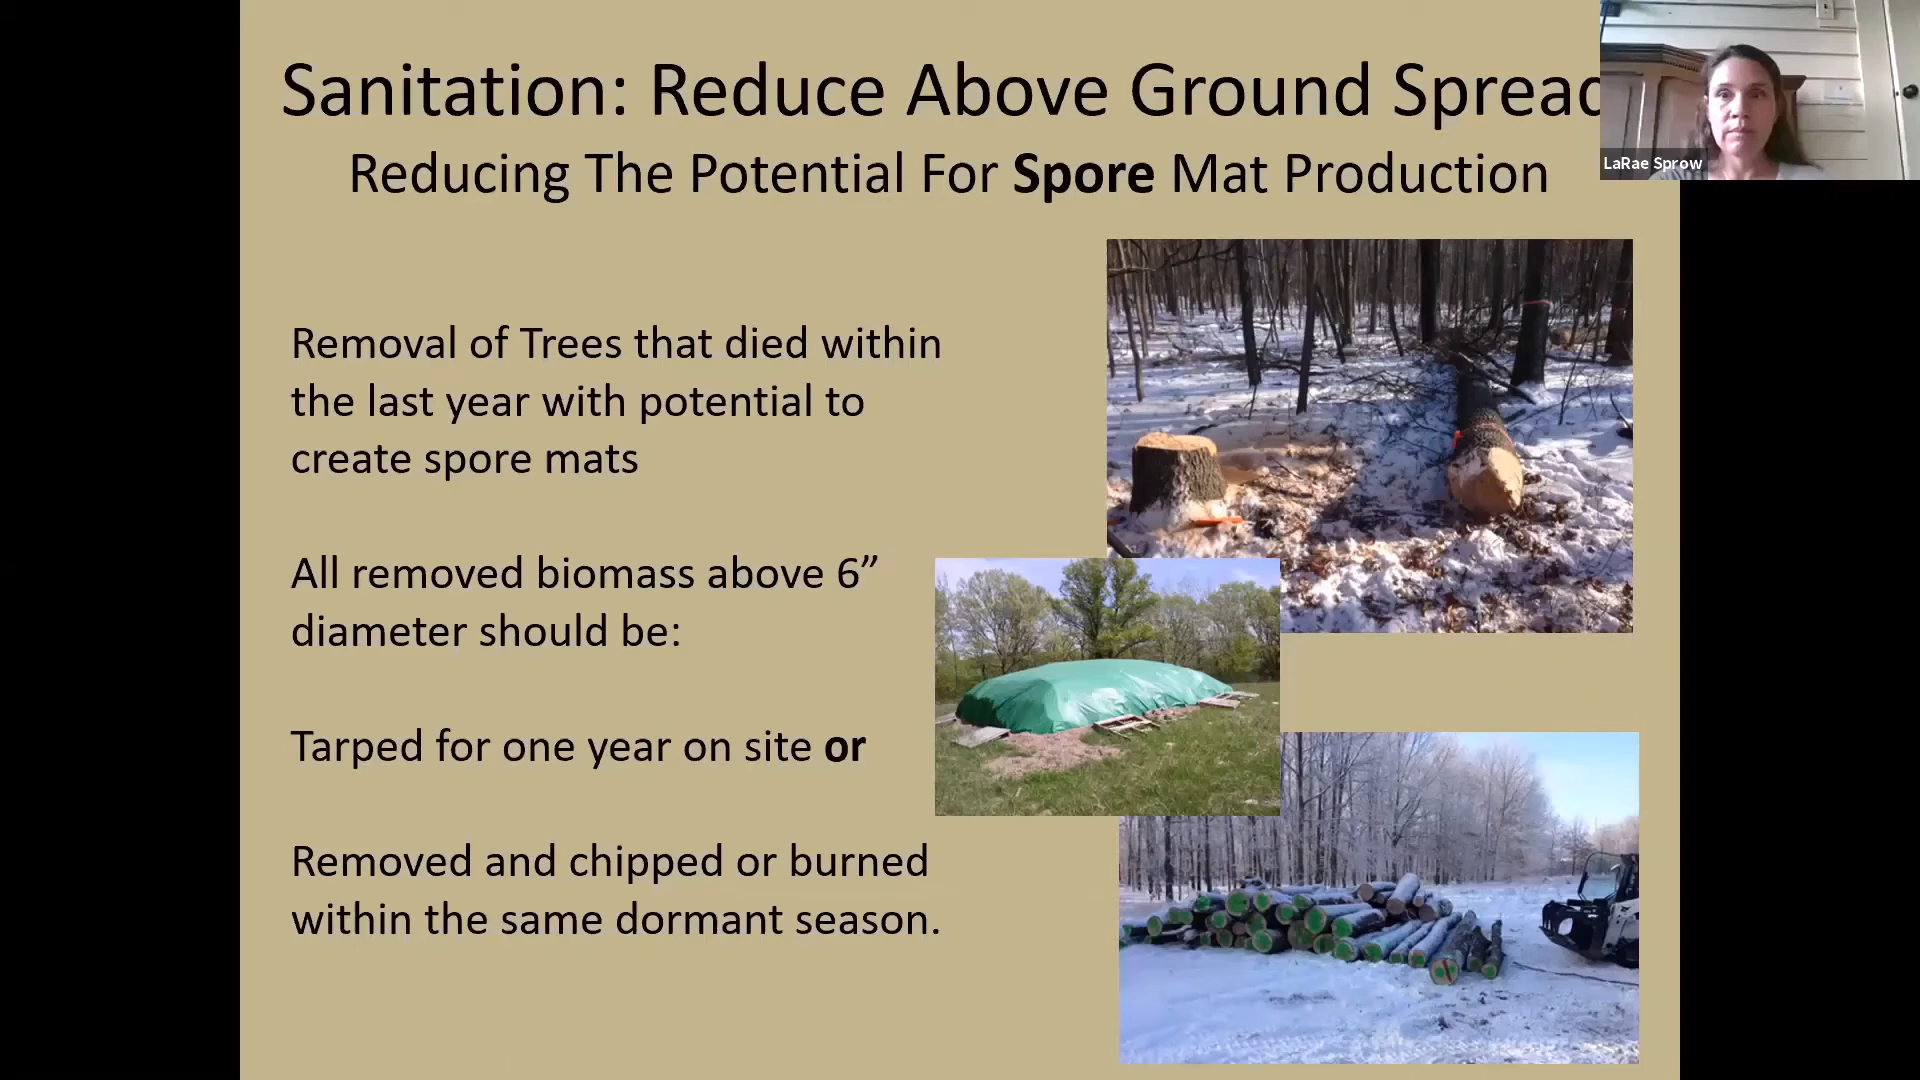 Sanitation: Reduce Above Ground Spread
Reducing The Potential For Spore Mat Production
LaRae Sprow
Removal of Trees that died within
the last year with potential to
create spore mats
All removed biomass above 6”
diameter should be:
Tarped for one year on site or
Removed and chipped or burned
within the same dormant season.